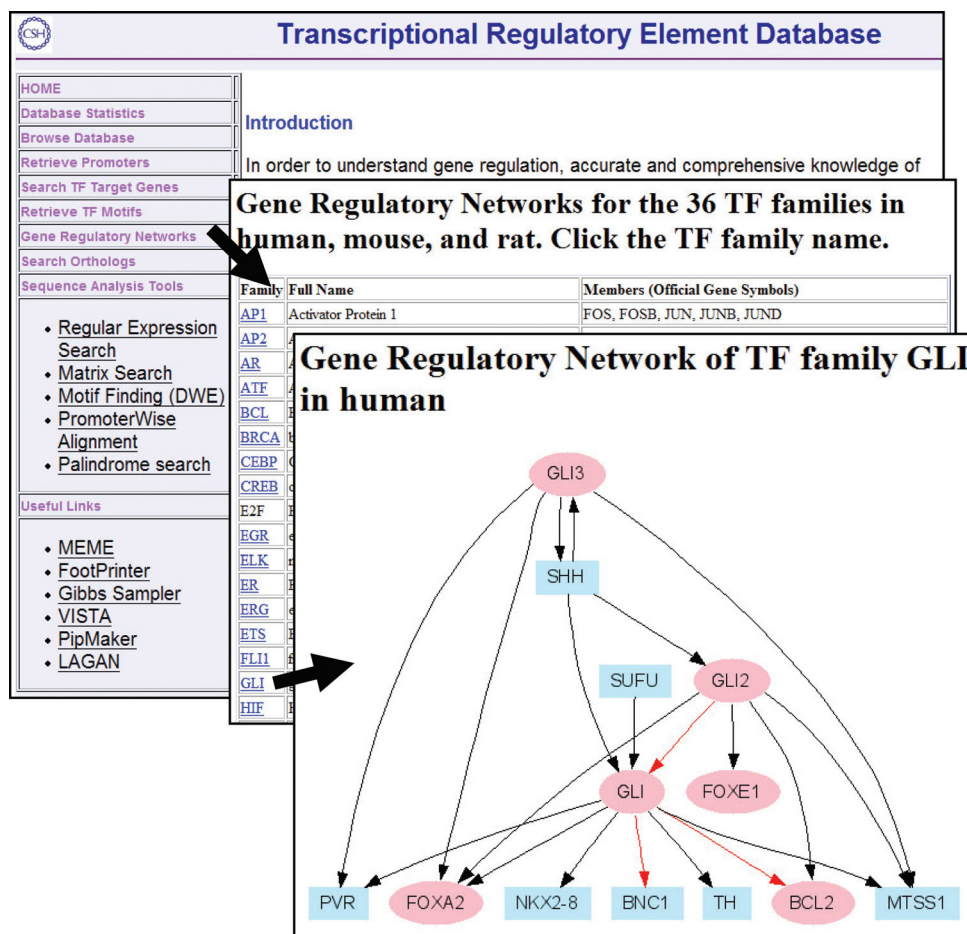 CSH
Transcriptional Regulatory Element Database
HOME
Database Statistics
Browse Database
Retrieve Promoters
Search TF Target Genes
Retrieve TF Motifs
Gene Regulatory Networks
Search Orthologs
Sequence Analysis Tools
Regular Expression
Search
Matrix Search
Motif Finding (DWE)
PromoterWise
Alignment
Palindrome search
Useful Links
MEME
FootPrinter
Gibbs Sampler
VISTA
PipMaker
LAGAN
Introduction
In order to understand gene regulation, accurate and comprehensive knowledge of
Gene Regulatory Networks for the 36 TF families in
human, mouse, and rat. Click the TF family name.
Family Full Name Members (Official Gene Symbols)
AP1 Activator Protein 1 FOS, FOSB, JUN, JUNB, JUND
AP2
AR
ATF
BCL
BRCA
CEBP
CREB
E2F
EGR
ELK
ER
ERG
ETS
FLI1
GLI
HIF
Gene Regulatory Network of TF family GLI
in human
GLI3
SHH
SUFU GLI2
GLI FOXE1
PVR FOXA2 NKX2-8 BNC1 TH BCL2 MTSS1